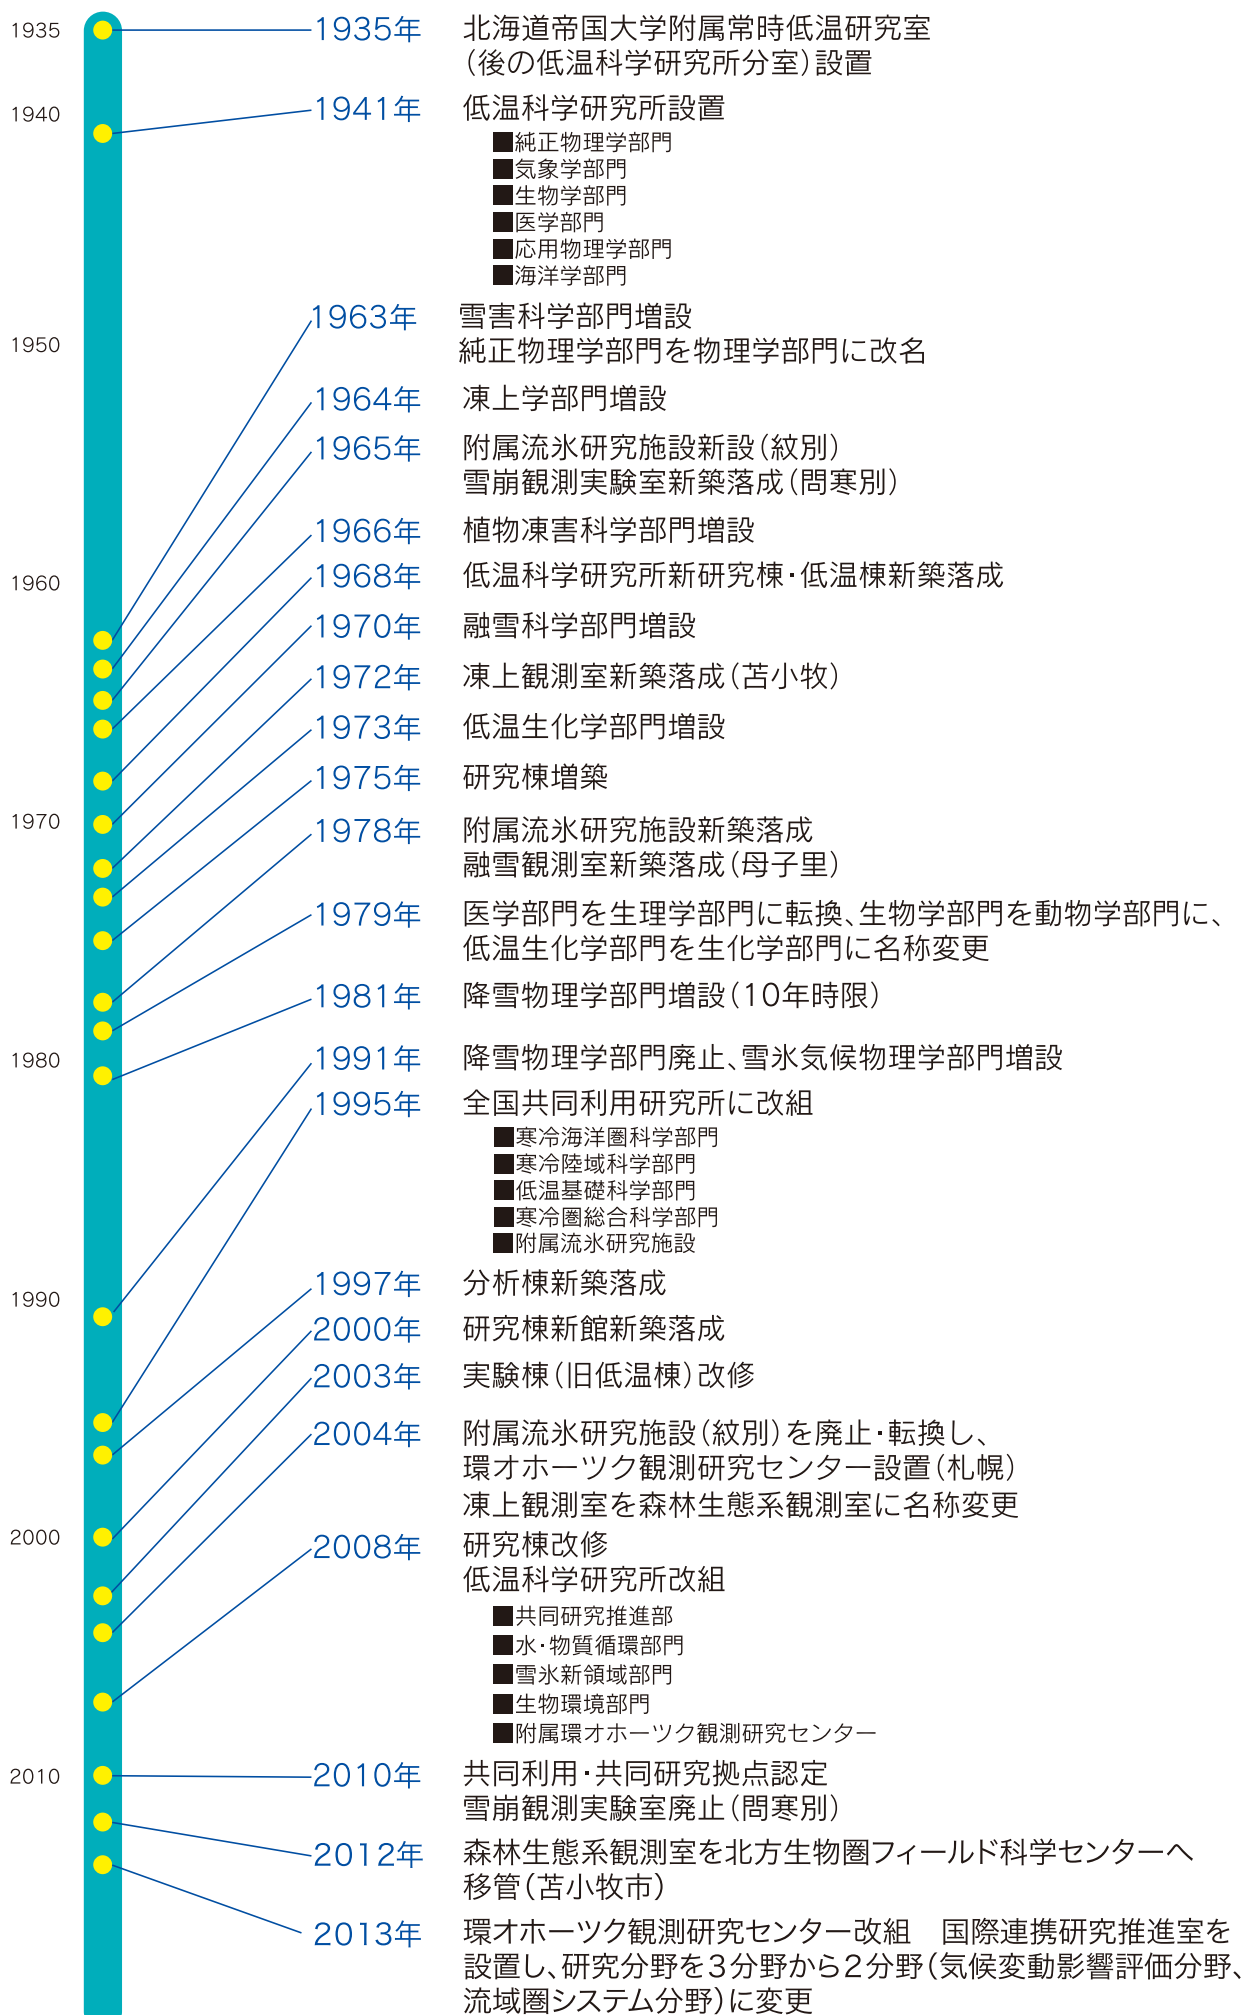 1935
1935年 北海道帝国大学附属常時低温研究室
(後の低温科学研究所分室)設置
1940
1941年 低温科学研究所設置
■純正物理学部門
■気象学部門
■生物学部門
■医学部門
■応用物理学部門
■海洋学部門
1963年 雪害科学部門増設
1950
純正物理学部門を物理学部門に改名
1964年 凍上学部門増設
1965年 附属流氷研究施設新設(紋別)
雪崩観測実験室新築落成(問寒別)
1966年 植物凍害科学部門増設
1960
1968年 低温科学研究所新研究棟・低温棟新築落成
1970年 融雪科学部門増設
1972年 凍上観測室新築落成(苫小牧)
1973年 低温生化学部門増設
1975年 研究棟増築
1970
1978年 附属流氷研究施設新築落成
融雪観測室新築落成(母子里)
1979年 医学部門を生理学部門に転換、生物学部門を動物学部門に、
低温生化学部門を生化学部門に名称変更
1981年 降雪物理学部門増設(10年時限)
1980
1991年 降雪物理学部門廃止、雪氷気候物理学部門増設
1995年 全国共同利用研究所に改組
■寒冷海洋圏科学部門
■寒冷陸域科学部門
■低温基礎科学部門
■寒冷圏総合科学部門
■附属流氷研究施設
1990
1997年 分析棟新築落成
2000年 研究棟新館新築落成
2003年 実験棟(旧低温棟)改修
2004年 附属流氷研究施設(紋別)を廃止・転換し、
環オホーツク観測研究センター設置(札幌)
凍上観測室を森林生態系観測室に名称変更
2000
2008年 研究棟改修
低温科学研究所改組
■共同研究推進部
■水・物質循環部門
■雪氷新領域部門
■生物環境部門
■附属環オホーツク観測研究センター
2010
2010年 共同利用・共同研究拠点認定
雪崩観測実験室廃止(問寒別)
2012年 森林生態系観測室を北方生物圏フィールド科学センターへ
移管(苫小牧市)
2013年 環オホーツク観測研究センター改組 国際連携研究推進室を
設置し、研究分野を3分野から2分野(気候変動影響評価分野、
流域圏システム分野)に変更